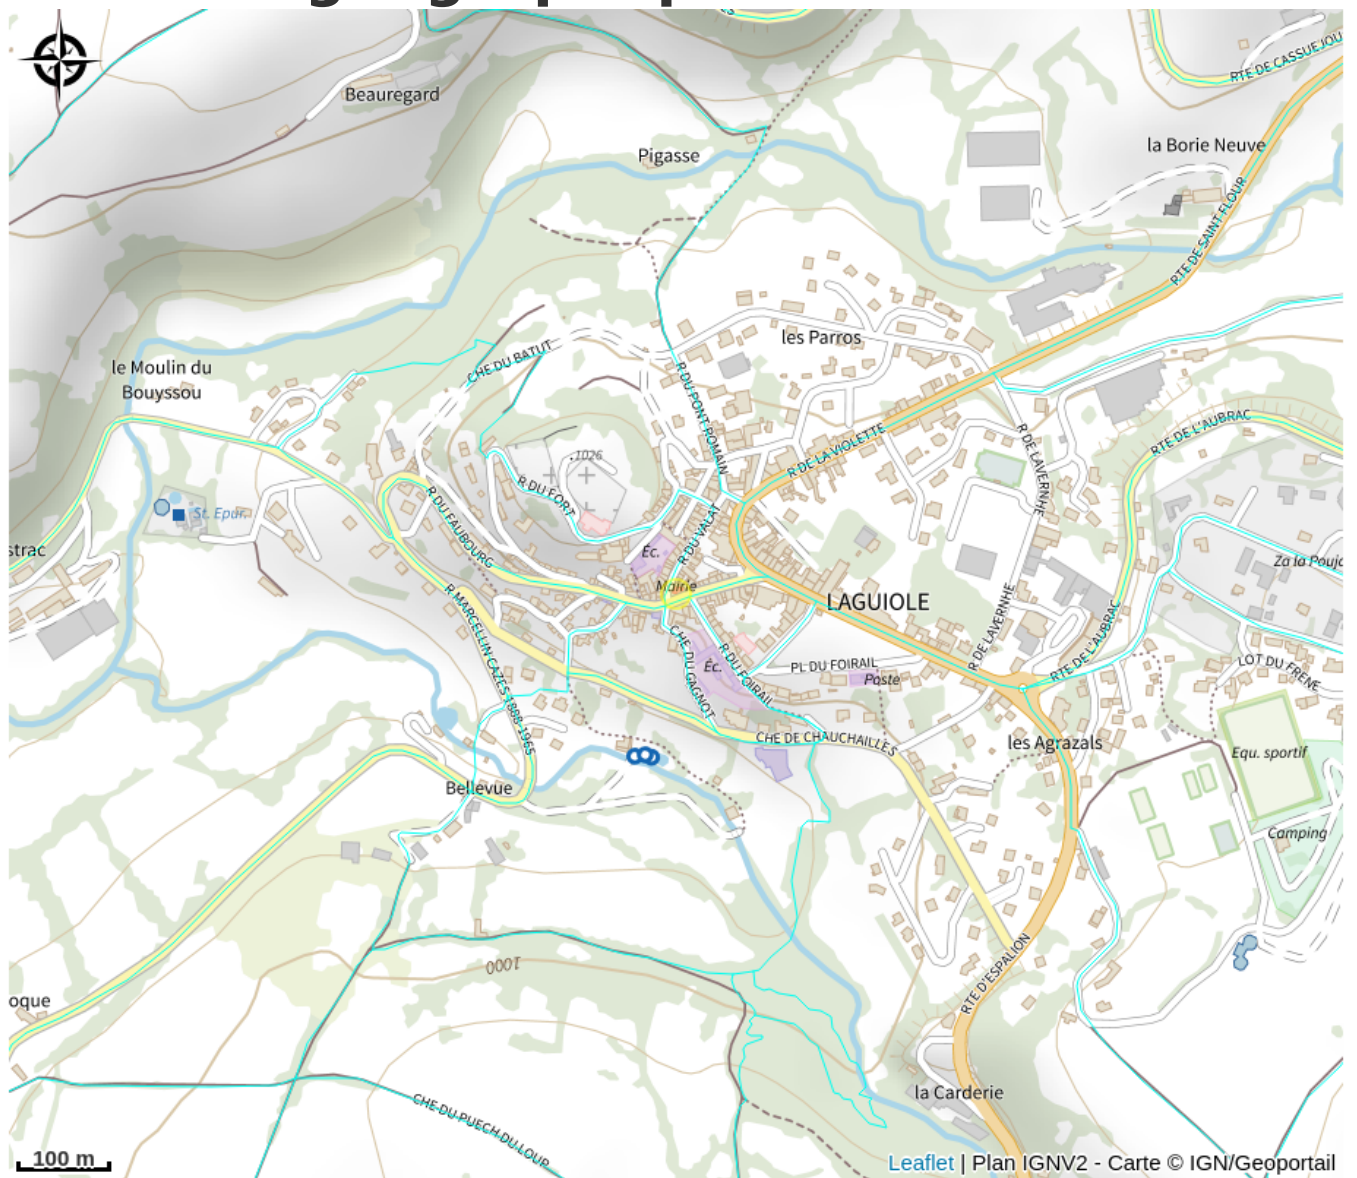 RTE DE CASSUEJOU
Beauregard
la Borie Neuve
Pigasse
RTE DE SAINT-FLOUR
les Parros
CHE DU BATUT
le Moulin du
Bouyssou
R DU PONT ROMAIN
R DE LA VIOLETTE
RTE DE L'AUBRAC
R DE LAVERNHE
1026
R DU FORT
R DU FAUBOURG
St. Epur.
R DU VALAT
strac
Éc.
Za la Poujo
Mairie
LAGUIOLE
R MARCELLIN CAZES 1888-1965
R DE LAVERNHE
RTE DE L'AUBRAC
CHE DU GAGNOT
R DU FOIRAIL
Éc.
PL DU FOIRAIL
Poste
LOT DU FRENE
CHE DE CHAUCHAILLES
les Agrazals
Equ. sportif
Bellevue
Camping
1000
RTE D'ESPALION
oque
la Carderie
CHE DU PUECH DU LOUP
100 m
Leaflet | Plan IGNV2 - Carte © IGN/Geoportail